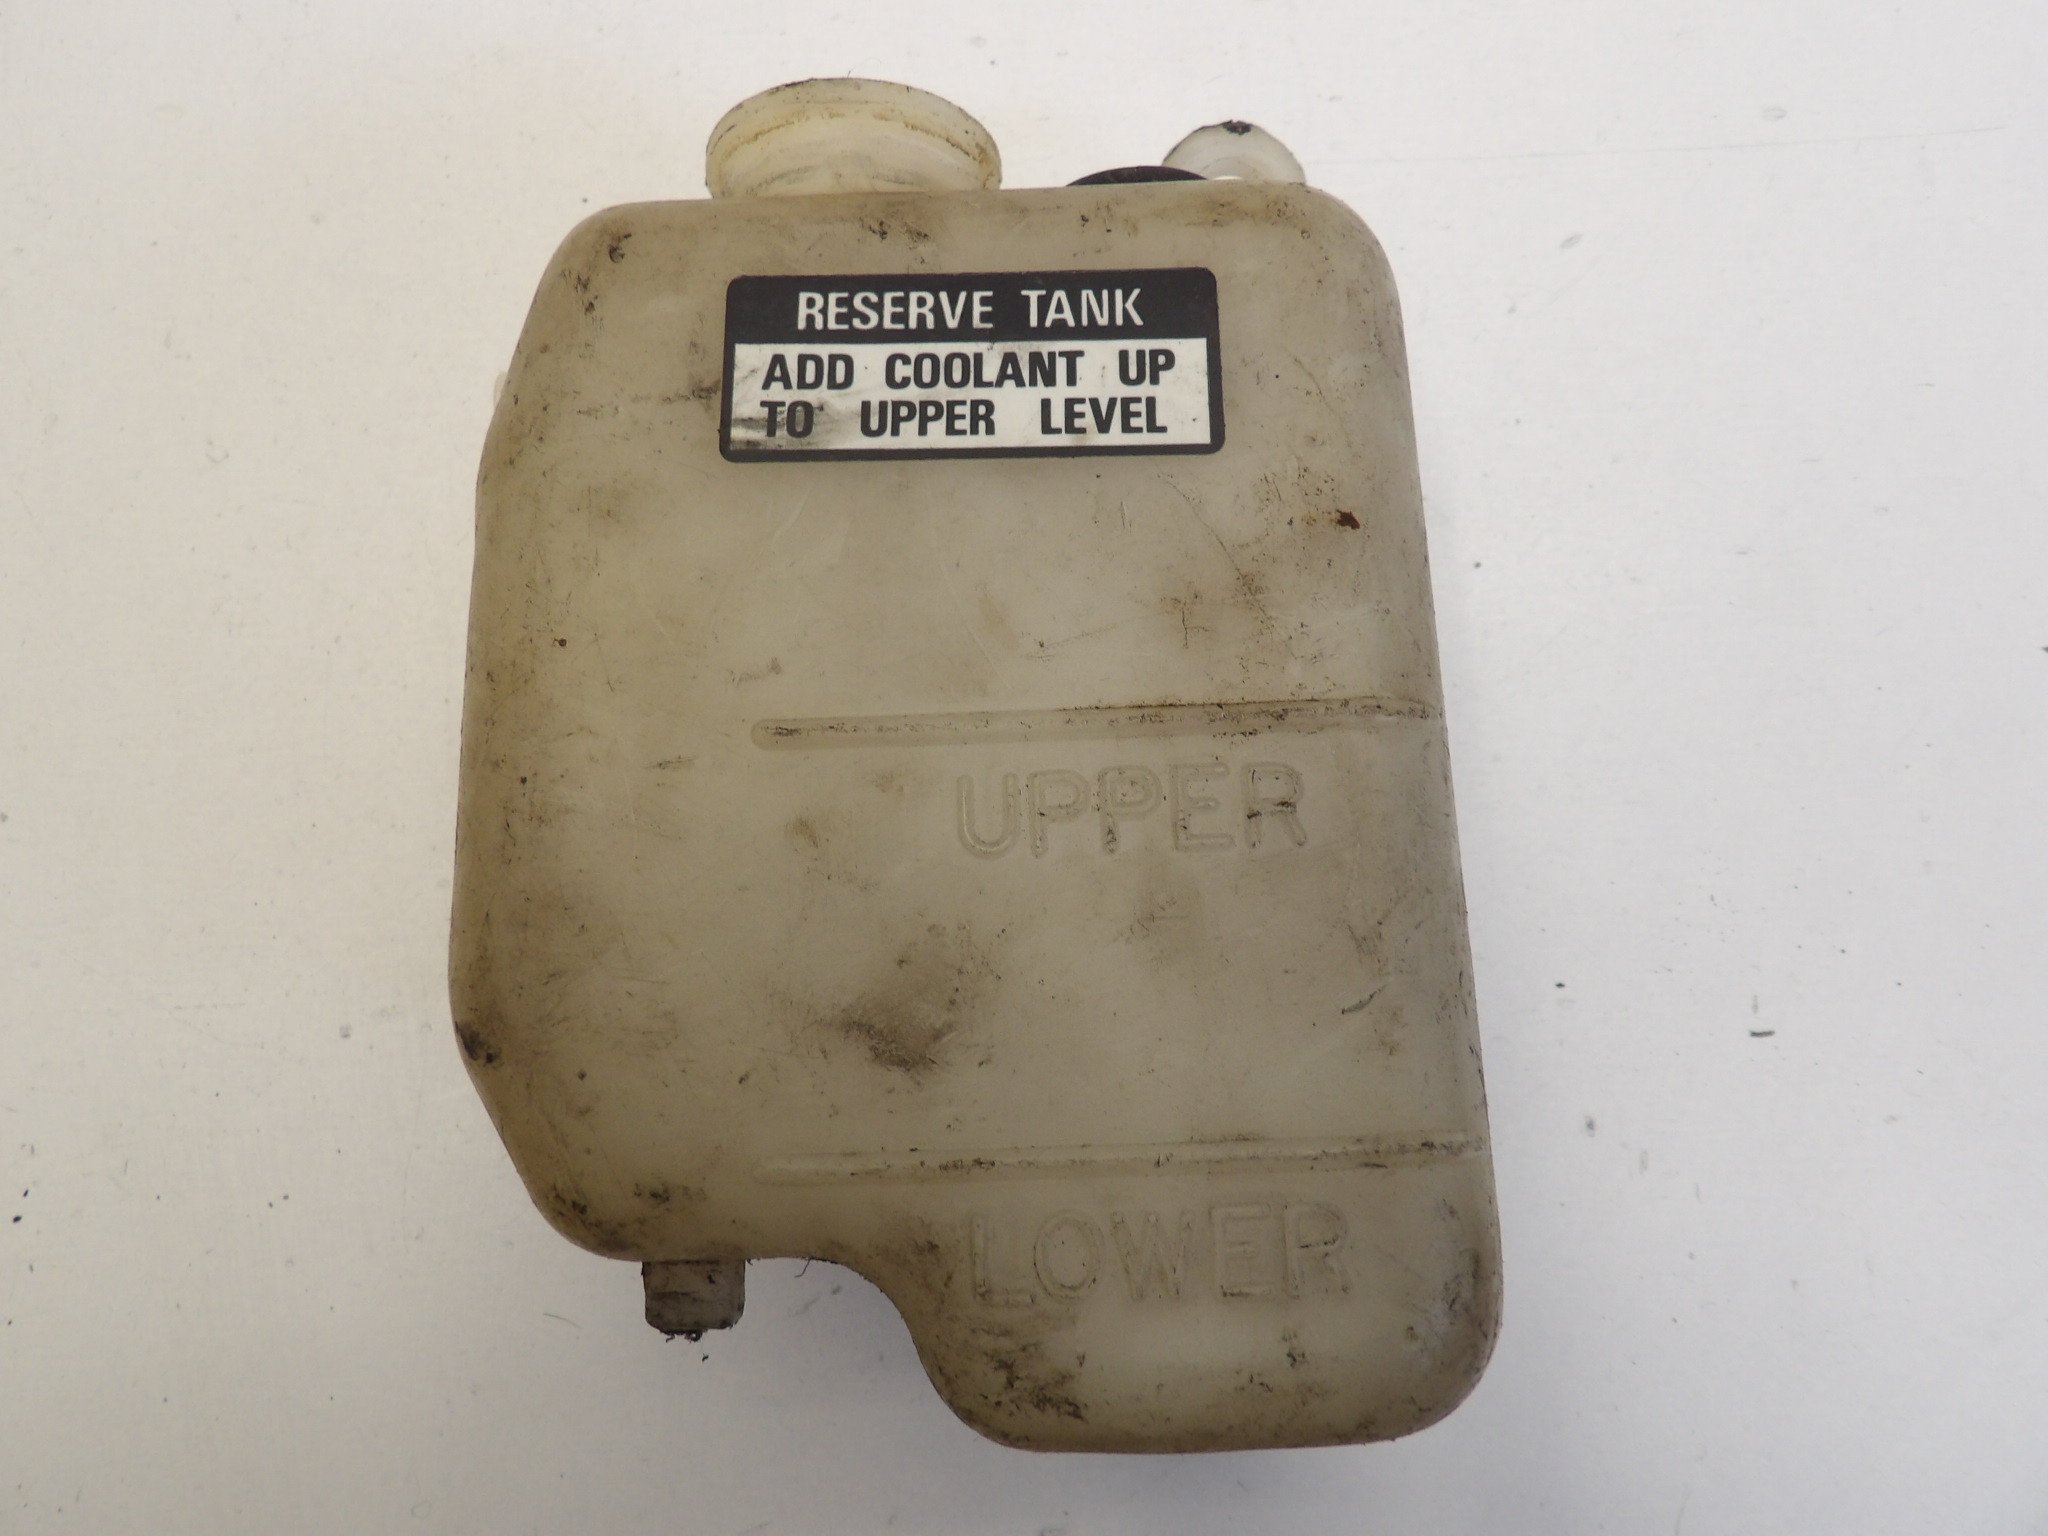 RESERVE TANK
ADD COOLANT UP
TO UPPER LEVEL
UPPER
LOWER